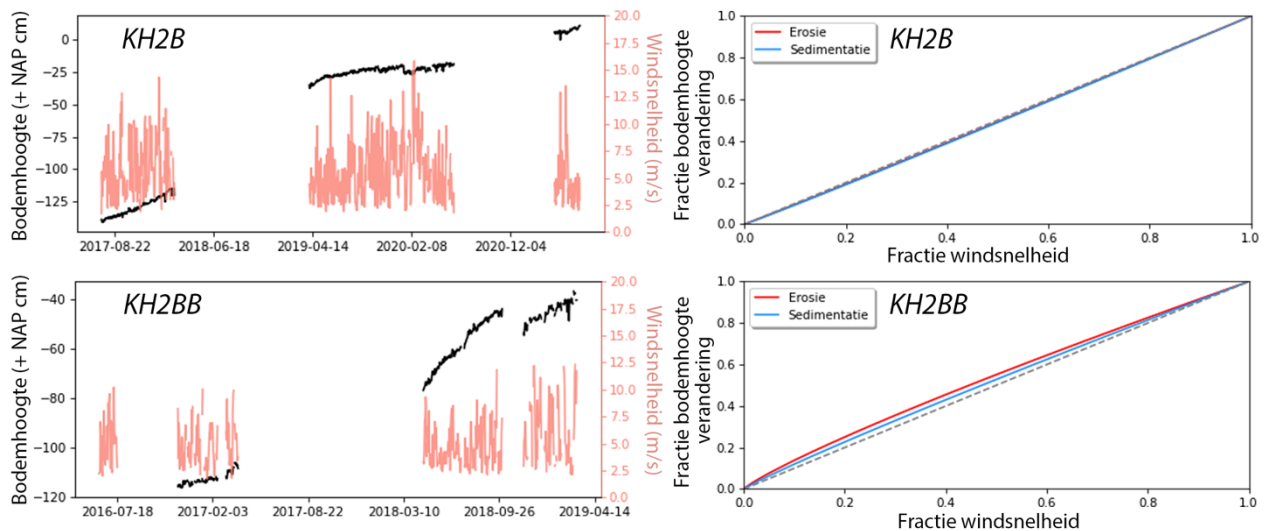 KH2B
Bodemhoogte (+ NAP cm)
0
−25
−50
−75
−100
−125
2017-08-22 2018-06-18 2019-04-14 2020-02-08 2020-12-04
20.0
17.5
15.0
12.5
10.0
7.5
5.0
2.5
0.0
Windsnelheid (m/s)
KH2B
Erosie
Sedimentatie
Fractie bodemhoogte
verandering
1.0
0.8
0.6
0.4
0.2
0.0
0.0 0.2 0.4 0.6 0.8 1.0
Fractie windsnelheid
KH2BB
Bodemhoogte (+ NAP cm)
−40
−60
−80
−100
−120
2016-07-18 2017-02-03 2017-08-22 2018-03-10 2018-09-26 2019-04-14
20.0
17.5
15.0
12.5
10.0
7.5
5.0
2.5
0.0
Windsnelheid (m/s)
KH2BB
Erosie
Sedimentatie
Fractie bodemhoogte
verandering
1.0
0.8
0.6
0.4
0.2
0.0
0.0 0.2 0.4 0.6 0.8 1.0
Fractie windsnelheid